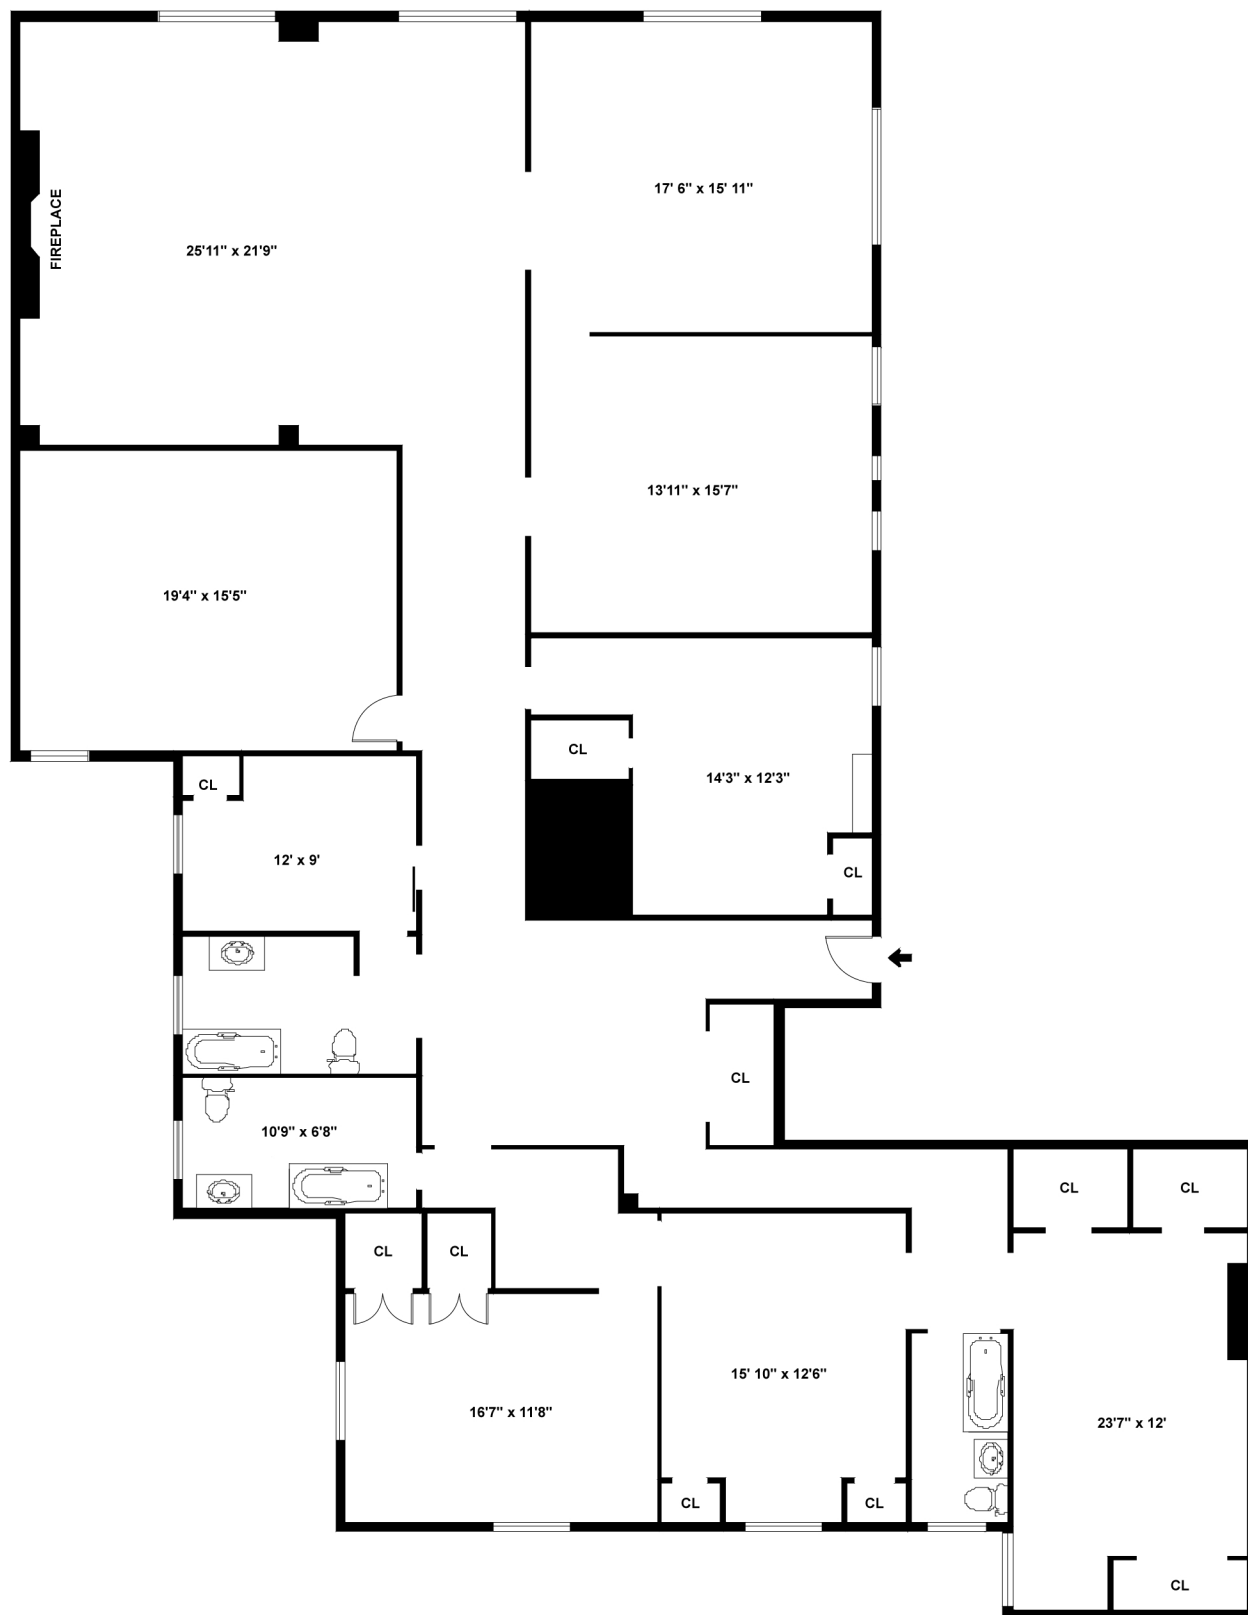 17' 6" x 15' 11"
FIREPLACE
25'11" x 21'9"
13'11" x 15'7"
19'4" x 15'5"
CL
14'3" x 12'3"
CL
12' x 9'
CL
CL
10'9" x 6'8"
CL
CL
CL
CL
15' 10" x 12'6"
16'7" x 11'8"
23'7" x 12'
CL
CL
CL